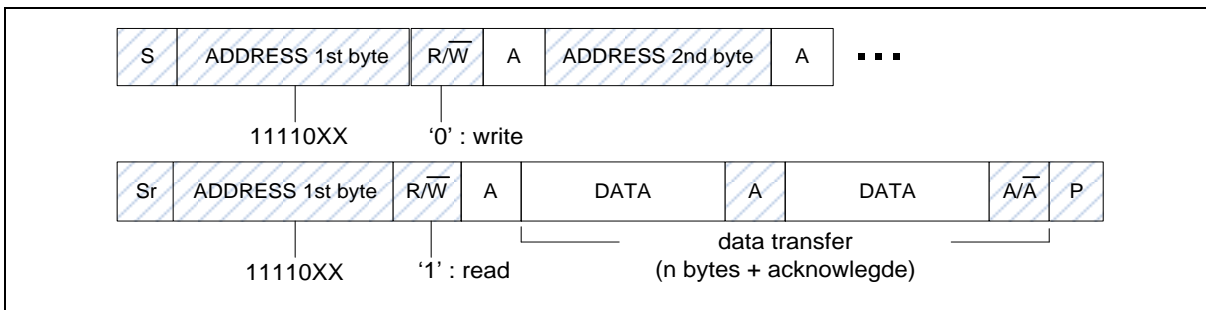 S ADDRESS 1st byte R/W̅ A ADDRESS 2nd byte A ▪ ▪ ▪
11110XX ‘0’ : write
Sr ADDRESS 1st byte R/W̅ A DATA A DATA A/A̅ P
data transfer
11110XX ‘1’ : read (n bytes + acknowlegde)